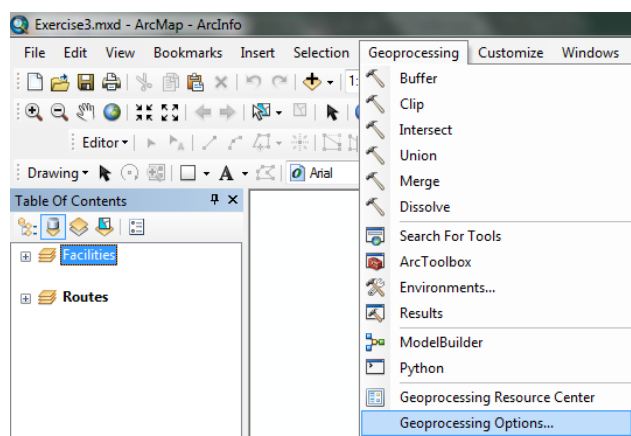 Exercise3.mxd - ArcMap - ArcInfo
File Edit View Bookmarks Insert Selection Geoprocessing Customize Windows
1:
Editor
Drawing A Arial
Table Of Contents
Facilities
Routes
Buffer
Clip
Intersect
Union
Merge
Dissolve
Search For Tools
ArcToolbox
Environments...
Results
ModelBuilder
Python
Geoprocessing Resource Center
Geoprocessing Options...